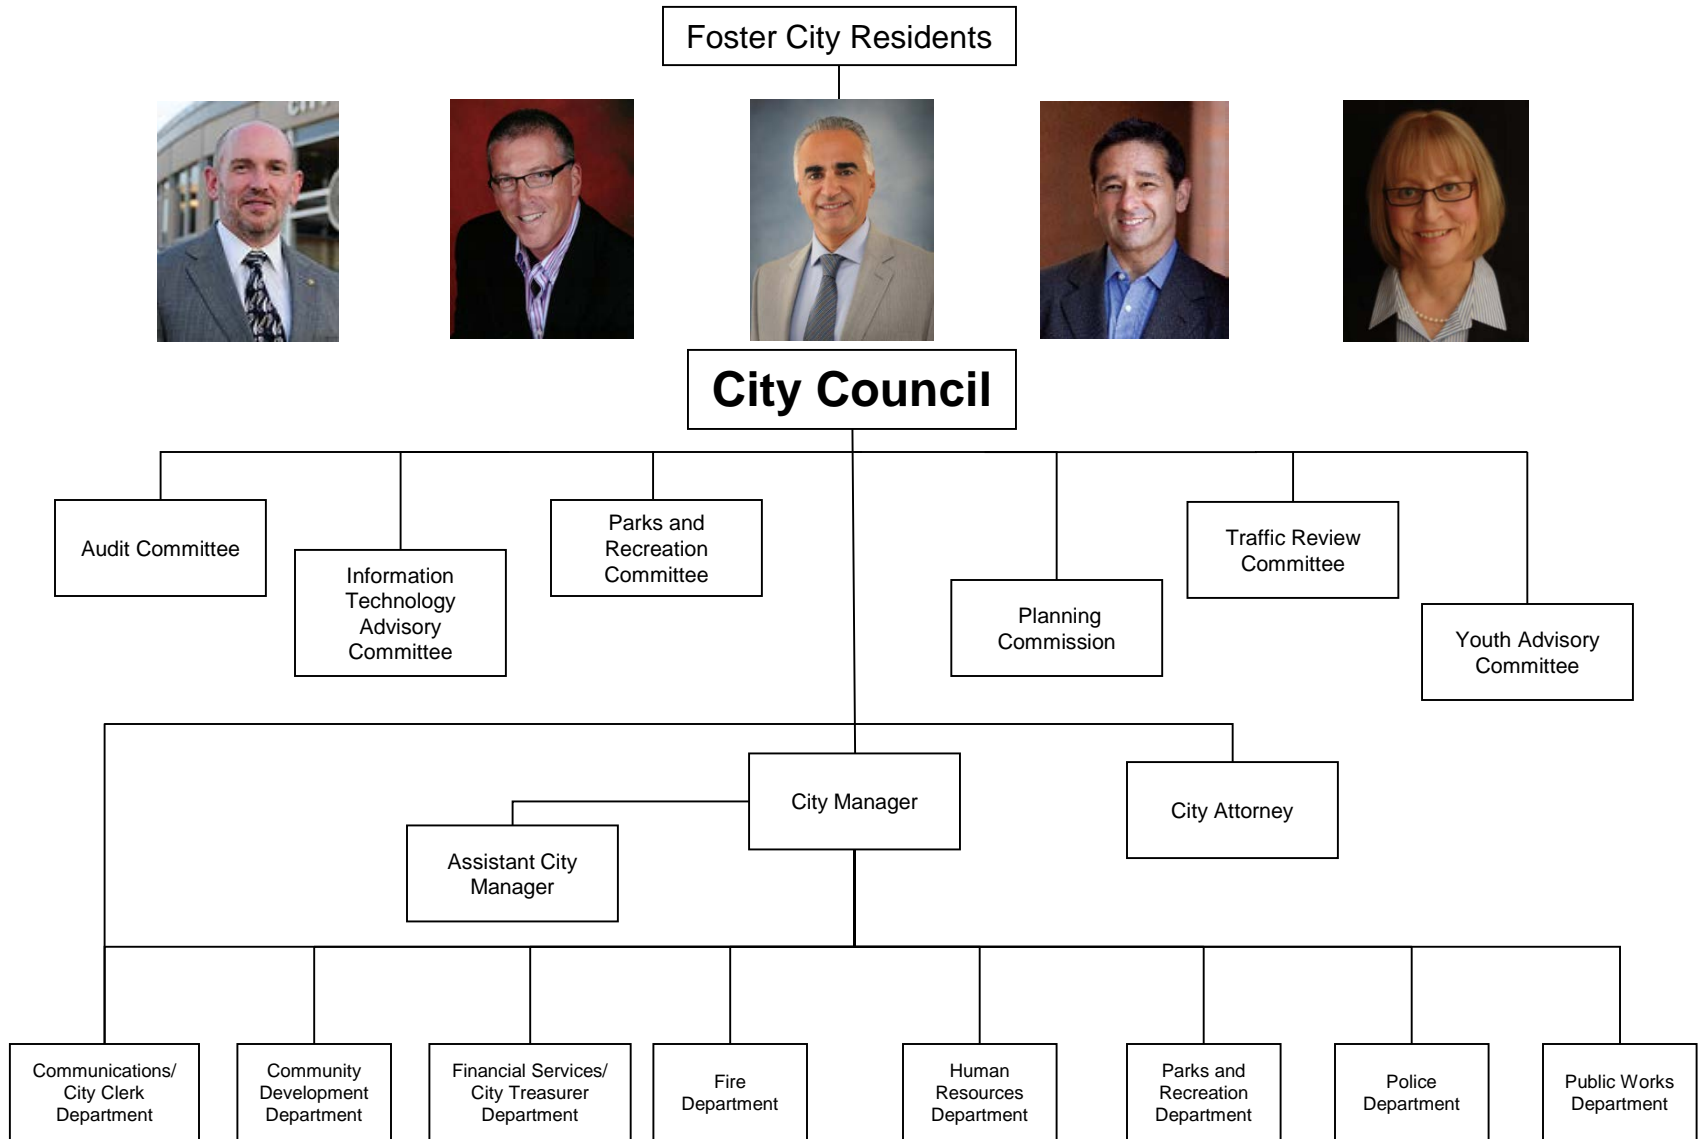 Foster City Residents
City Council
Audit Committee
Information
Technology
Advisory
Committee
Parks and
Recreation
Committee
Planning
Commission
Traffic Review
Committee
Youth Advisory
Committee
City Manager
City Attorney
Assistant City
Manager
Communications/
City Clerk
Department
Community
Development
Department
Financial Services/
City Treasurer
Department
Fire
Department
Human
Resources
Department
Parks and
Recreation
Department
Police
Department
Public Works
Department